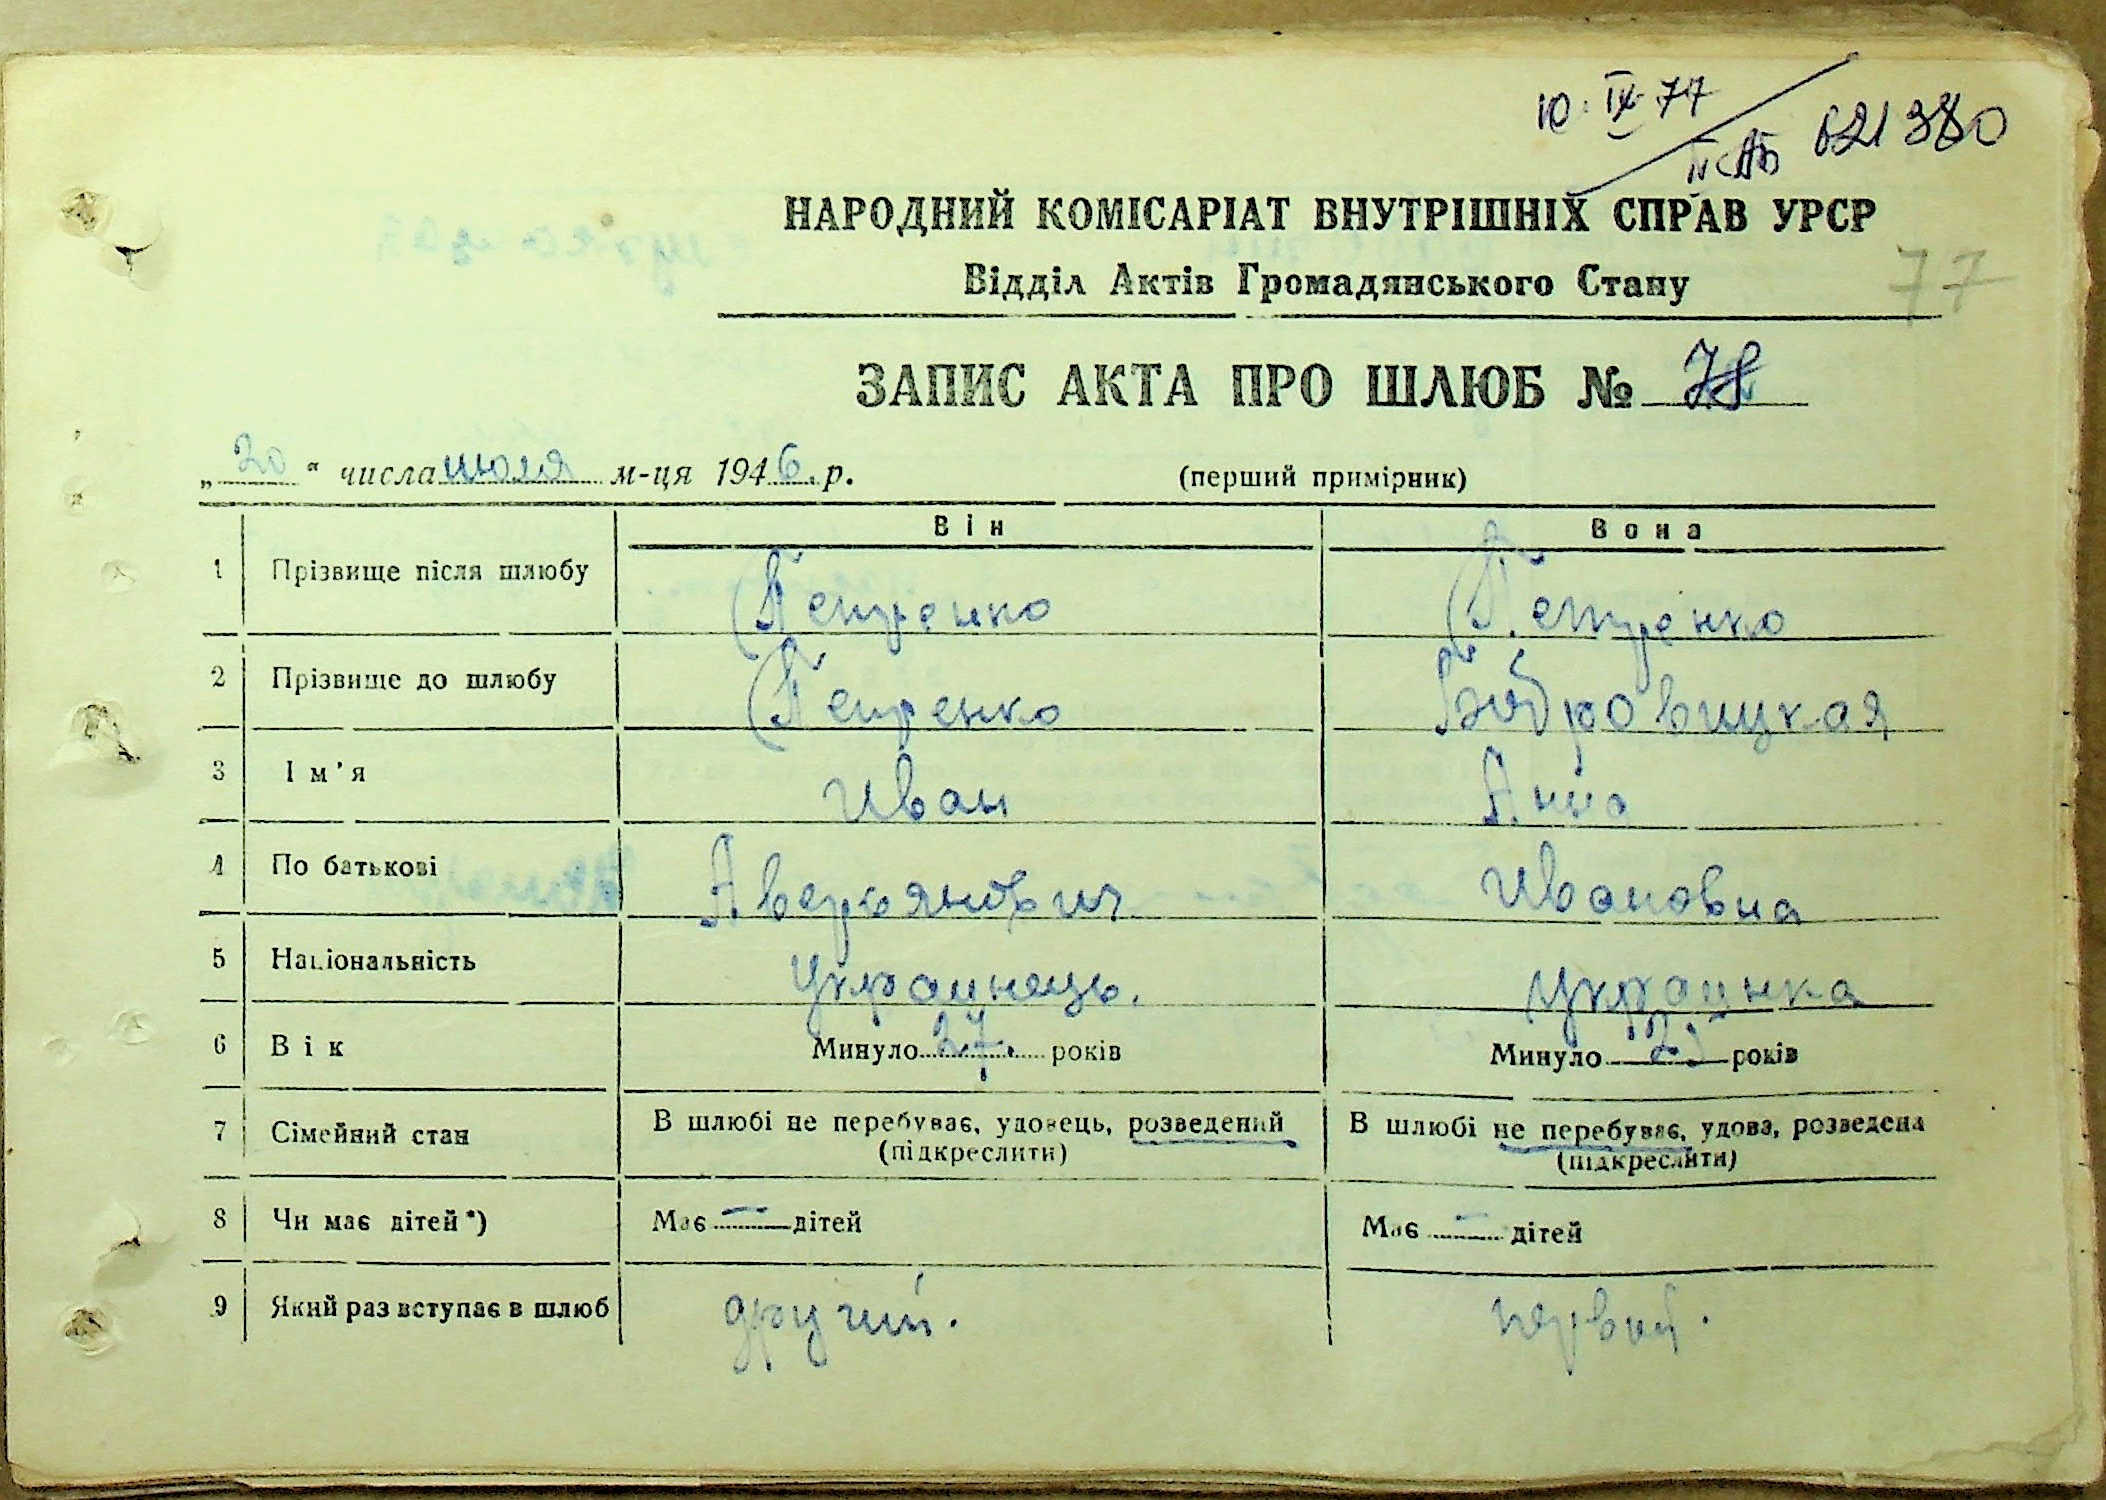 10. IX 77
IV АБ 621380
НАРОДНИЙ КОМІСАРІАТ ВНУТРІШНІХ СПРАВ УРСР
Відділ Актів Громадянського Стану
77
ЗАПИС АКТА ПРО ШЛЮБ № 78
„20“ числа июля м-ця 1946. р. (перший примірник)
Він Вона
1 Прізвище після шлюбу Петренко Петренко
2 Прізвище до шлюбу Петренко Бобровицкая
3 Ім'я Иван Анна
4 По батькові Аверьянович Ивановна
5 Національність Украинець. Украинка
6 Вік Минуло 27. років Минуло років
7 Сімейний стан В шлюбі не перебуває, удовець, розведений В шлюбі не перебуває, удова, розведена
(підкреслити) (підкреслити)
8 Чи має дітей*) Має — дітей Має — дітей
9 Який раз вступає в шлюб другий. первый.